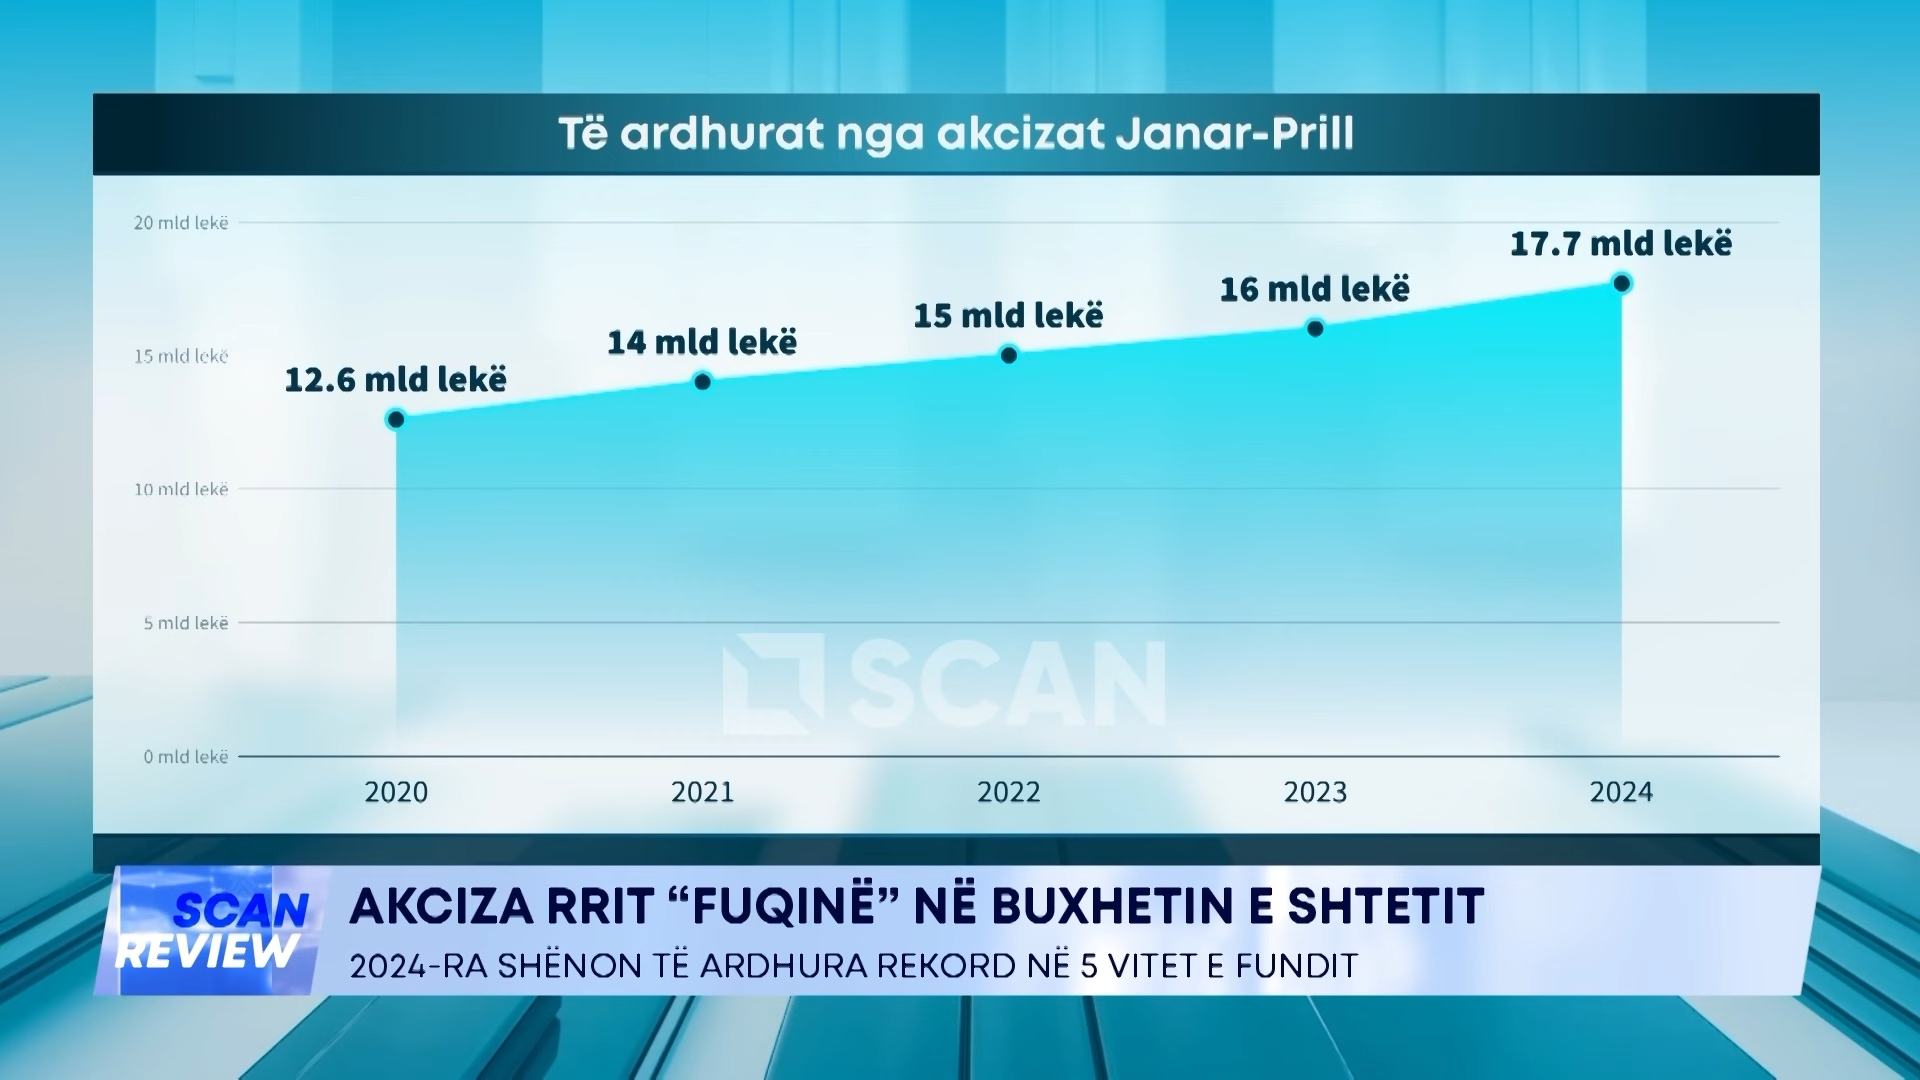 Të ardhurat nga akcizat Janar-Prill
20 mld lekë
15 mld lekë
10 mld lekë
5 mld lekë
0 mld lekë
12.6 mld lekë
14 mld lekë
15 mld lekë
16 mld lekë
17.7 mld lekë
SCAN
2020
2021
2022
2023
2024
SCAN
REVIEW
AKCIZA RRIT “FUQINË” NË BUXHETIN E SHTETIT
2024-RA SHËNON TË ARDHURA REKORD NË 5 VITET E FUNDIT